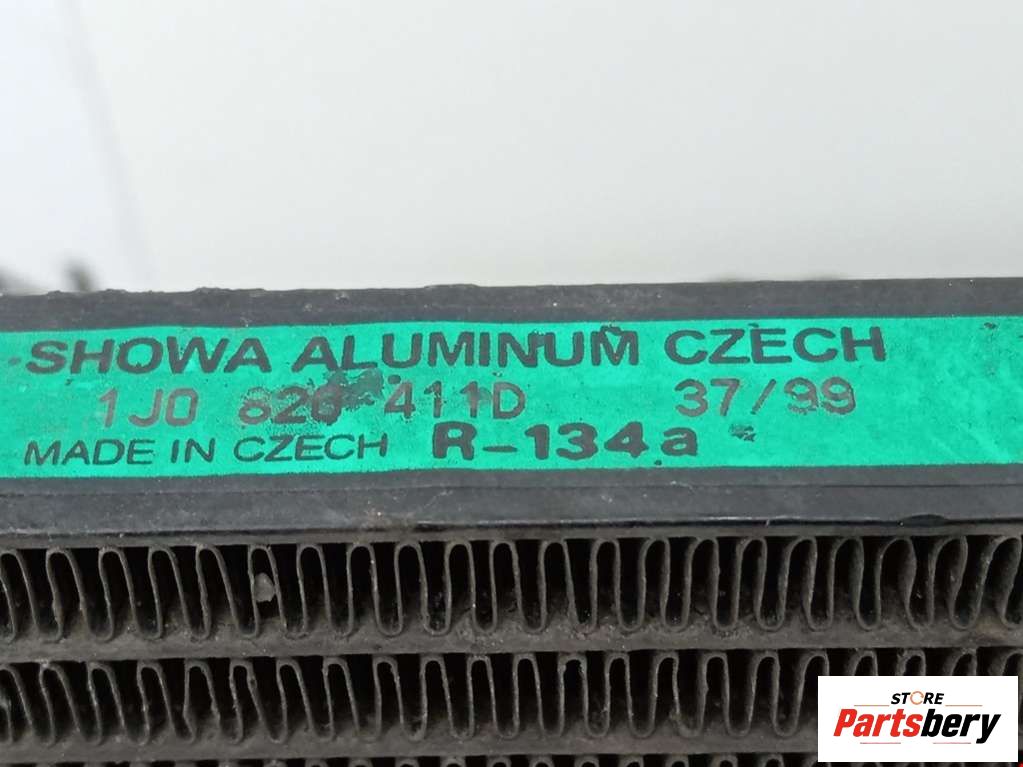 SHOWA ALUMINUM CZECH
1J0 820 411D 37/99
MADE IN CZECH R-134a
STORE
Partsbery